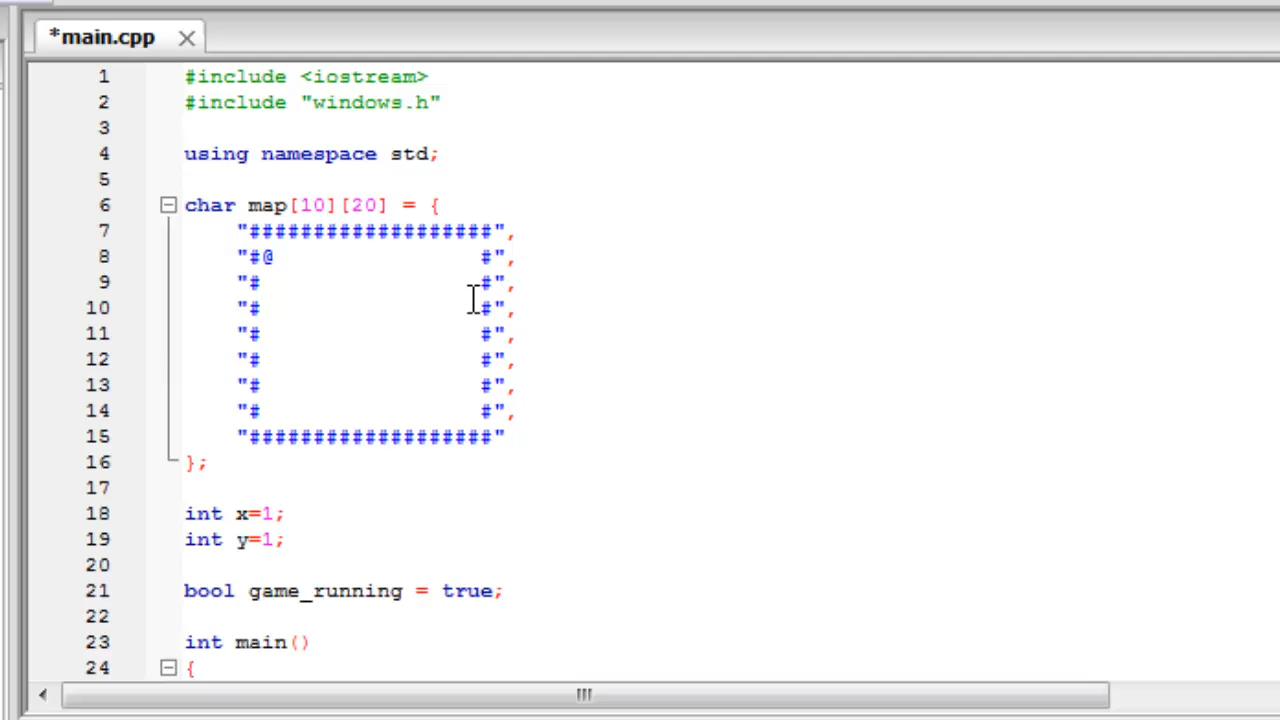 *main.cpp
1 #include <iostream>
2 #include "windows.h"
3
4 using namespace std;
5
6 char map[10][20] = {
7     "###################",
8     "#@                #",
9     "#                 #",
10     "#                 #",
11     "#                 #",
12     "#                 #",
13     "#                 #",
14     "#                 #",
15     "###################"
16 };
17
18 int x=1;
19 int y=1;
20
21 bool game_running = true;
22
23 int main()
24 {